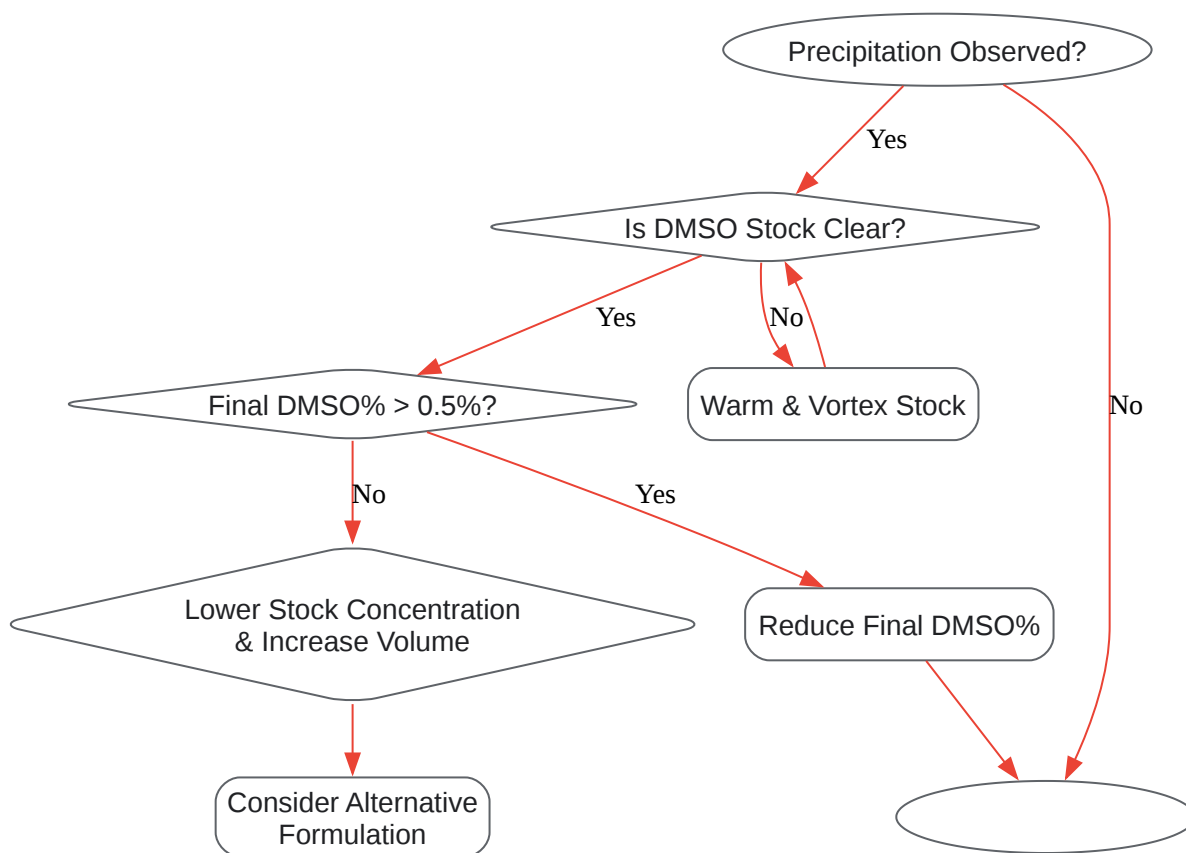 Precipitation Observed?
Yes
Is DMSO Stock Clear?
Yes
No
Final DMSO% > 0.5%?
Warm & Vortex Stock
No
No
Yes
Lower Stock Concentration
& Increase Volume
Reduce Final DMSO%
Consider Alternative
Formulation